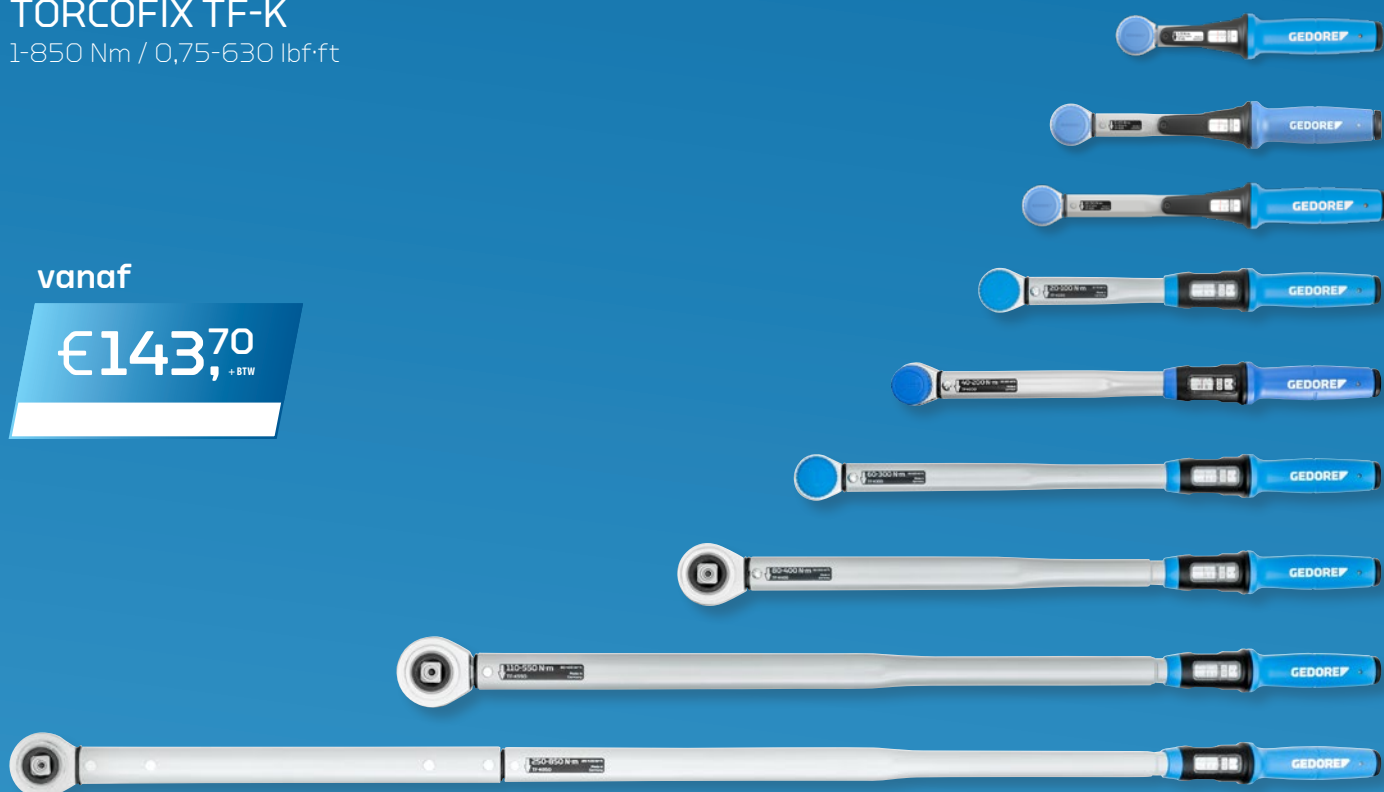 TORCOFIX TF-K
1-850 Nm / 0,75-630 lbf·ft
GEDORE
GEDORE
GEDORE
vanaf
€143,70
+ BTW
20-100 N·m
GEDORE
40-200 N·m
GEDORE
60-300 N·m
GEDORE
80-400 N·m
GEDORE
110-550 N·m
GEDORE
250-850 N·m
GEDORE